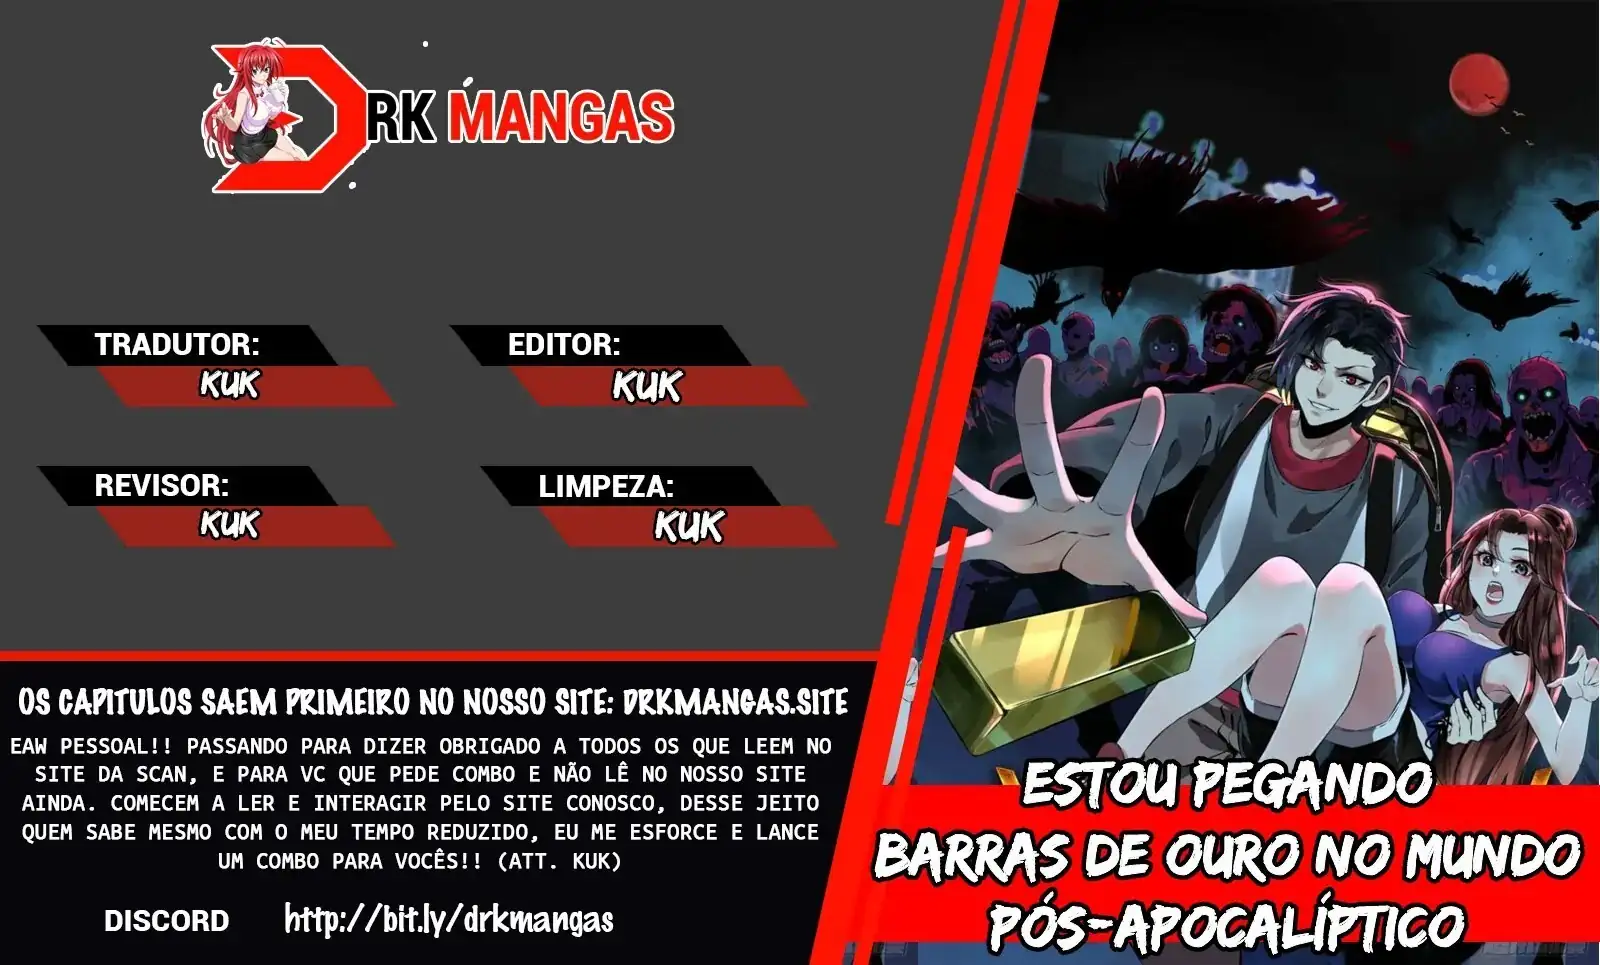 DRK MANGAS
TRADUTOR:
KUK
EDITOR:
KUK
REVISOR:
KUK
LIMPEZA:
KUK
OS CAPITULOS SAEM PRIMEIRO NO NOSSO SITE: DRKMANGAS.SITE
EAW PESSOAL!! PASSANDO PARA DIZER OBRIGADO A TODOS OS QUE LEEM NO
SITE DA SCAN, E PARA VC QUE PEDE COMBO E NÃO LÊ NO NOSSO SITE
AINDA. COMECEM A LER E INTERAGIR PELO SITE CONOSCO, DESSE JEITO
QUEM SABE MESMO COM O MEU TEMPO REDUZIDO, EU ME ESFORCE E LANCE
UM COMBO PARA VOCÊS!! (ATT. KUK)
DISCORD http://bit.ly/drkmangas
ESTOU PEGANDO
BARRAS DE OURO NO MUNDO
PÓS-APOCALÍPTICO